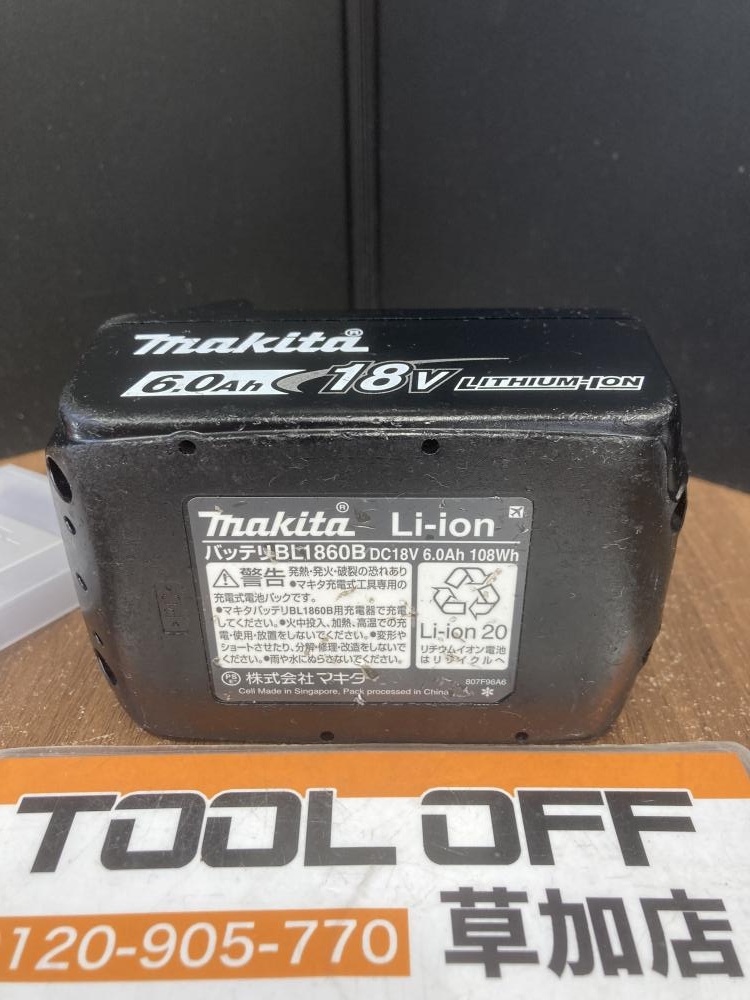 makita®
6.0Ah 18V LITHIUM-ION
makita® Li-ion
バッテリBL1860B DC18V 6.0Ah 108Wh
警告 発熱・発火・破裂の恐れあり
●マキタ充電式工具専用の
充電式電池パックです。
●マキタバッテリBL1860B用充電器で充電
してください。●火中投入、加熱、高温での充
電・使用・放置をしないでください。●変形や
ショートさせたり、分解・修理・改造をしないで
ください。●雨や水にぬらさないでください。
Li-ion 20
リチウムイオン電池
はリサイクルへ
株式会社マキタ
Cell Made in Singapore, Pack processed in China
807F98A6
TOOL OFF
120-905-770
草加店